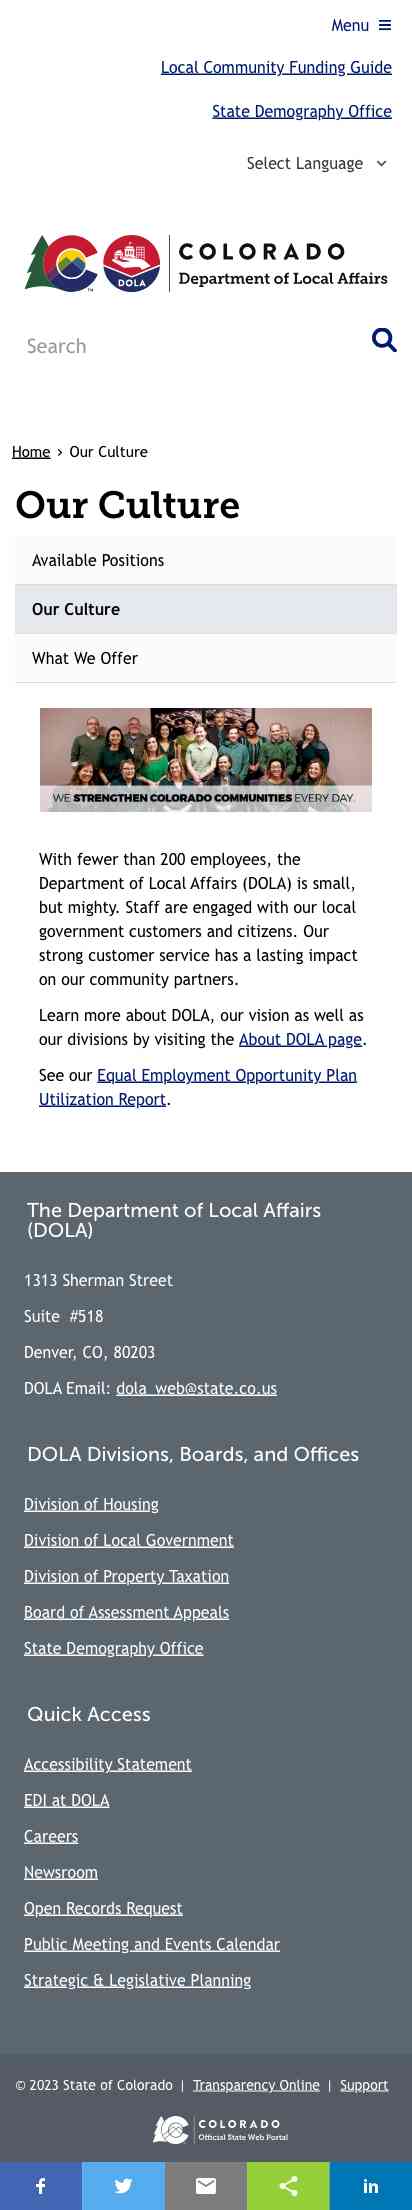 Menu
Local Community Funding Guide
State Demography Office
Select Language
DOLA
TM
COLORADO
Department of Local Affairs
Search
Home › Our Culture
Our Culture
Available Positions
Our Culture
What We Offer
WE STRENGTHEN COLORADO COMMUNITIES EVERY DAY.
With fewer than 200 employees, the
Department of Local Affairs (DOLA) is small,
but mighty. Staff are engaged with our local
government customers and citizens. Our
strong customer service has a lasting impact
on our community partners.
Learn more about DOLA, our vision as well as
our divisions by visiting the About DOLA page.
See our Equal Employment Opportunity Plan
Utilization Report.
The Department of Local Affairs
(DOLA)
1313 Sherman Street
Suite #518
Denver, CO, 80203
DOLA Email: dola_web@state.co.us
DOLA Divisions, Boards, and Offices
Division of Housing
Division of Local Government
Division of Property Taxation
Board of Assessment Appeals
State Demography Office
Quick Access
Accessibility Statement
EDI at DOLA
Careers
Newsroom
Open Records Request
Public Meeting and Events Calendar
Strategic & Legislative Planning
© 2023 State of Colorado | Transparency Online | Support
COLORADO
Official State Web Portal